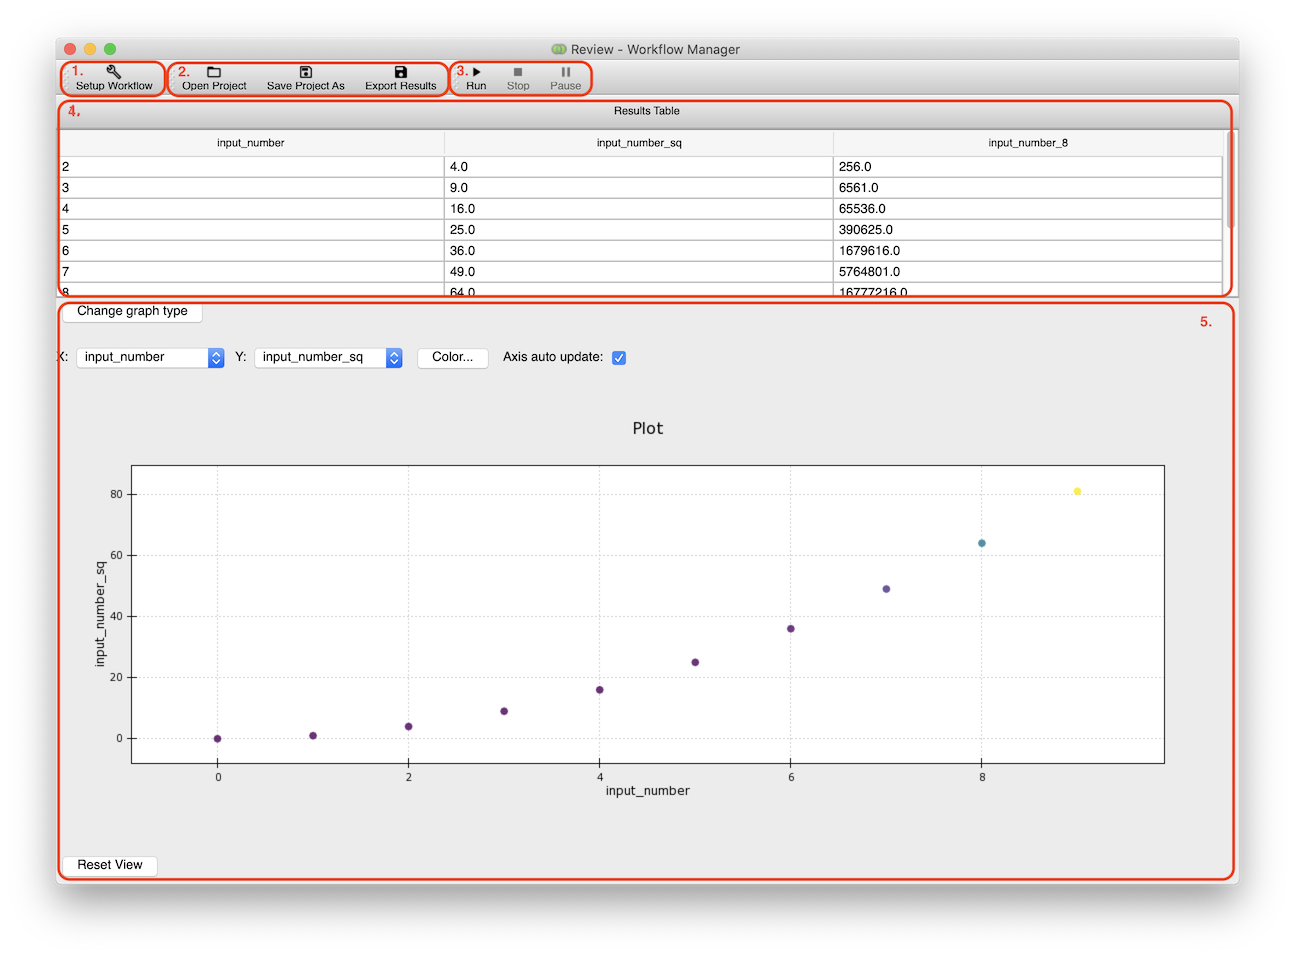 Review - Workflow Manager
1. 2. 3.
Setup Workflow Open Project Save Project As Export Results Run Stop Pause
4.
Results Table
input_number input_number_sq input_number_8
2 4.0 256.0
3 9.0 6561.0
4 16.0 65536.0
5 25.0 390625.0
6 36.0 1679616.0
7 49.0 5764801.0
8 64.0 16777216.0
Change graph type
5.
X: input_number Y: input_number_sq Color... Axis auto update:
Plot
80
60
40
20
0
input_number_sq
0 2 4 6 8
input_number
Reset View